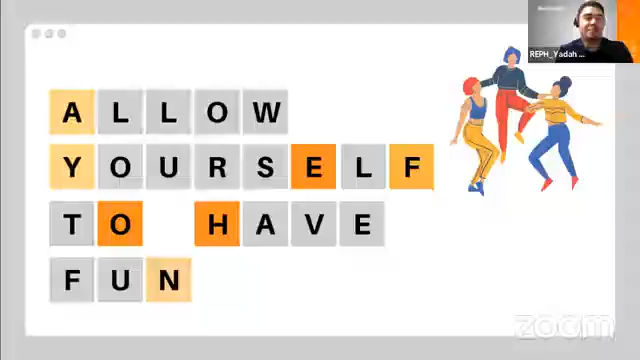 REPH_Yadah ...
ALLOW
YOURSELF
TO HAVE
FUN
zoom